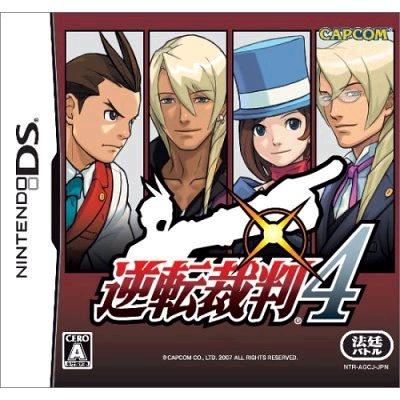 CAPCOM
NINTENDO DS™
逆転裁判4®
CERO
A
©CAPCOM CO., LTD. 2007 ALL RIGHTS RESERVED.
法廷
バトル
NTR-AGCJ-JPN